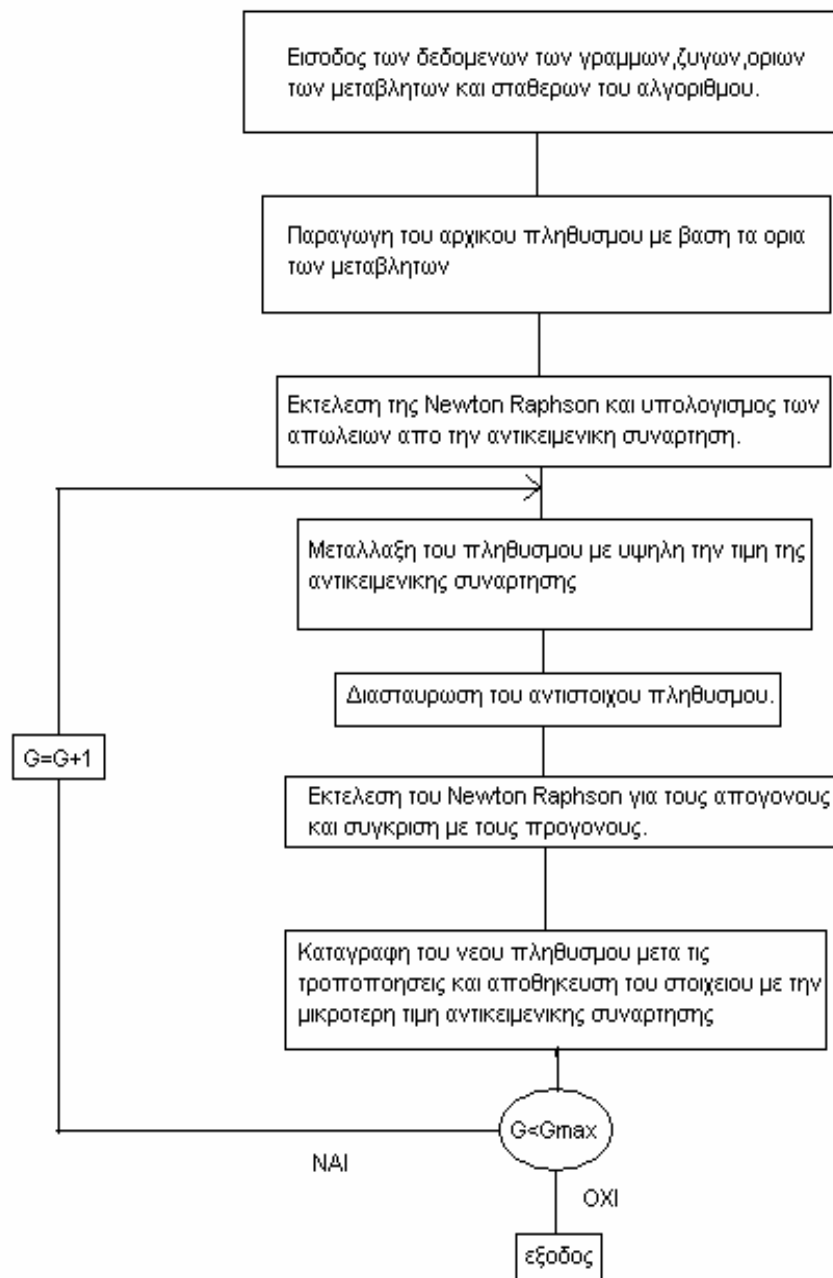 Εισοδος των δεδομενων των γραμμων,ζυγων,οριων
των μεταβλητων και σταθερων του αλγοριθμου.
Παραγωγη του αρχικου πληθυσμου με βαση τα ορια
των μεταβλητων
Εκτελεση της Newton Raphson και υπολογισμος των
απωλειων απο την αντικειμενικη συναρτηση.
Μεταλλαξη του πληθυσμου με υψηλη την τιμη της
αντικειμενικης συναρτησης
Διασταυρωση του αντιστοιχου πληθυσμου.
G=G+1
Εκτελεση του Newton Raphson για τους απογονους
και συγκριση με τους προγονους.
Καταγραφη του νεου πληθυσμου μετα τις
τροποποησεις και αποθηκευση του στοιχειου με την
μικροτερη τιμη αντικειμενικης συναρτησης
G<Gmax
ΝΑΙ
ΟΧΙ
εξοδος